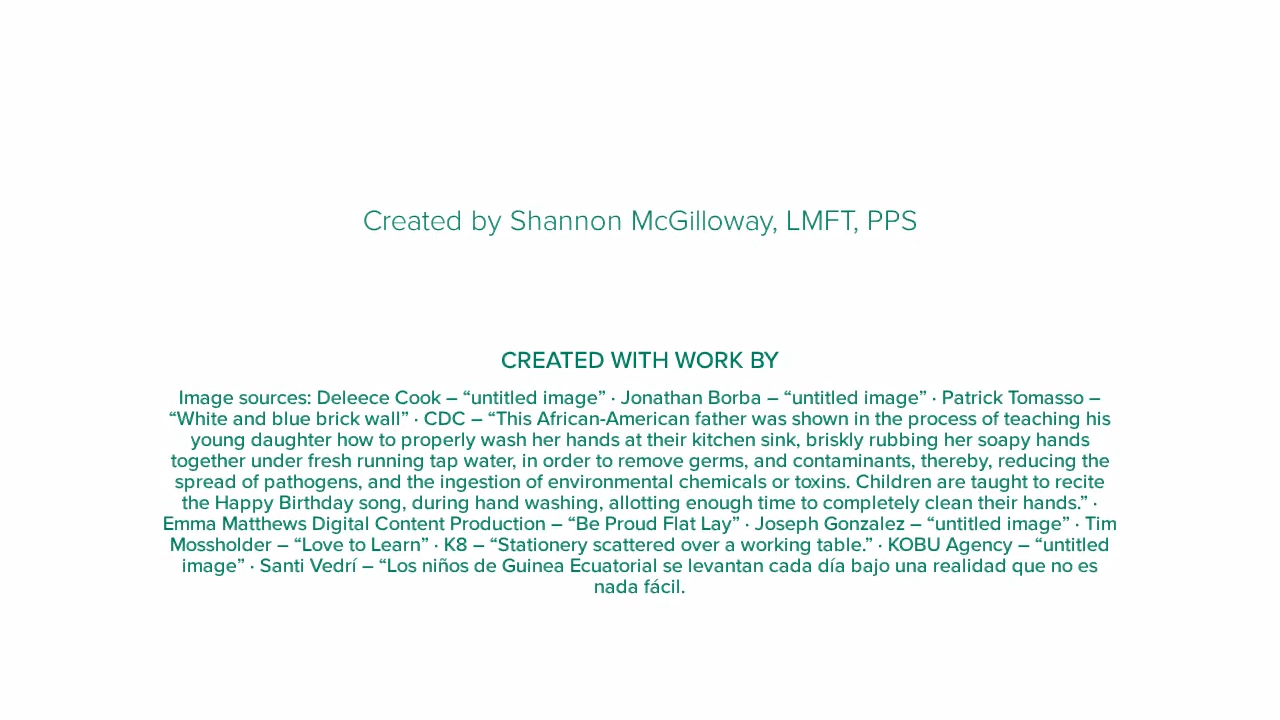 Created by Shannon McGilloway, LMFT, PPS
CREATED WITH WORK BY
Image sources: Deleece Cook – “untitled image” · Jonathan Borba – “untitled image” · Patrick Tomasso –
“White and blue brick wall” · CDC – “This African-American father was shown in the process of teaching his
young daughter how to properly wash her hands at their kitchen sink, briskly rubbing her soapy hands
together under fresh running tap water, in order to remove germs, and contaminants, thereby, reducing the
spread of pathogens, and the ingestion of environmental chemicals or toxins. Children are taught to recite
the Happy Birthday song, during hand washing, allotting enough time to completely clean their hands.” ·
Emma Matthews Digital Content Production – “Be Proud Flat Lay” · Joseph Gonzalez – “untitled image” · Tim
Mossholder – “Love to Learn” · K8 – “Stationery scattered over a working table.” · KOBU Agency – “untitled
image” · Santi Vedrí – “Los niños de Guinea Ecuatorial se levantan cada día bajo una realidad que no es
nada fácil.